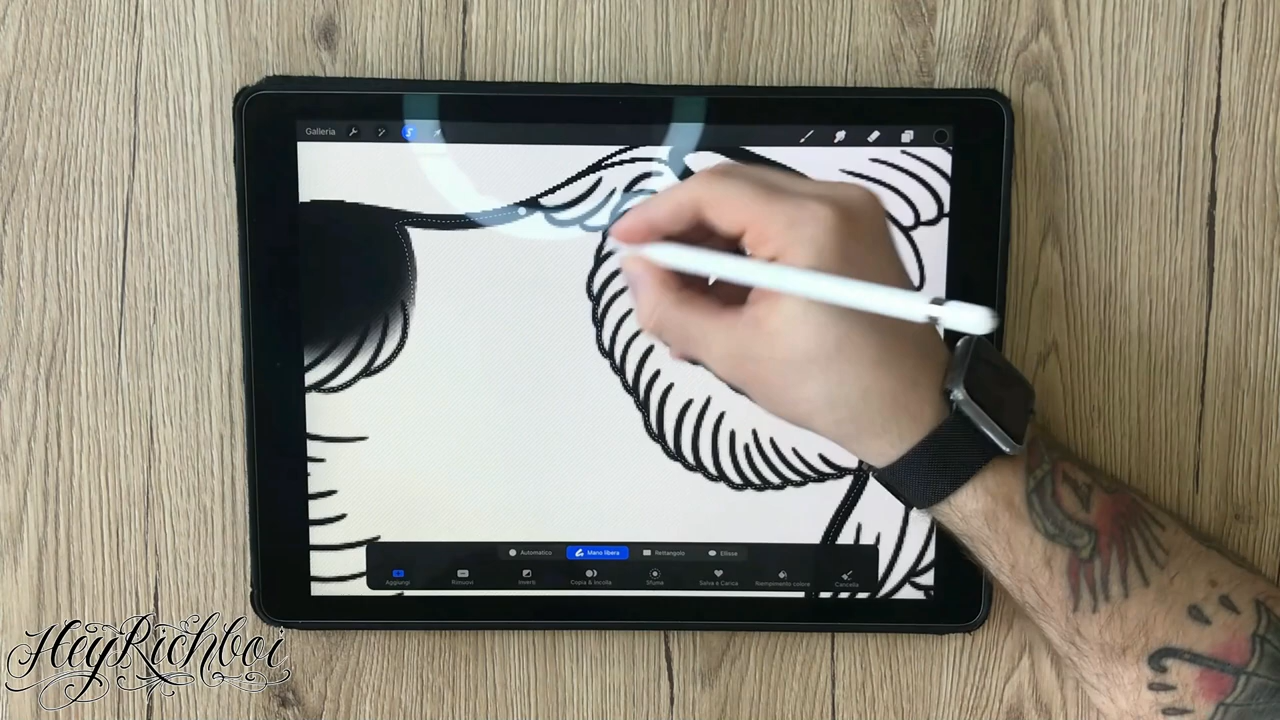 Galleria
Automatico Mano libera Rettangolo Ellisse
Aggiungi Rimuovi Inverti Copia & Incolla Sfuma Salva e Carica Riempimento colore Cancella
HeyRichboi